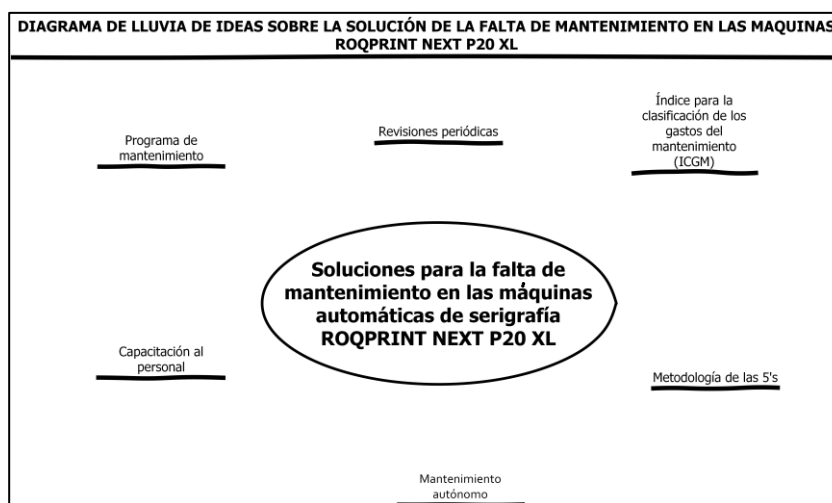 DIAGRAMA DE LLUVIA DE IDEAS SOBRE LA SOLUCIÓN DE LA FALTA DE MANTENIMIENTO EN LAS MAQUINAS
ROQPRINT NEXT P20 XL
Programa de
mantenimiento
Revisiones periódicas
Índice para la
clasificación de los
gastos del
mantenimiento
(ICGM)
Soluciones para la falta de
mantenimiento en las máquinas
automáticas de serigrafía
ROQPRINT NEXT P20 XL
Capacitación al
personal
Metodología de las 5's
Mantenimiento
autónomo